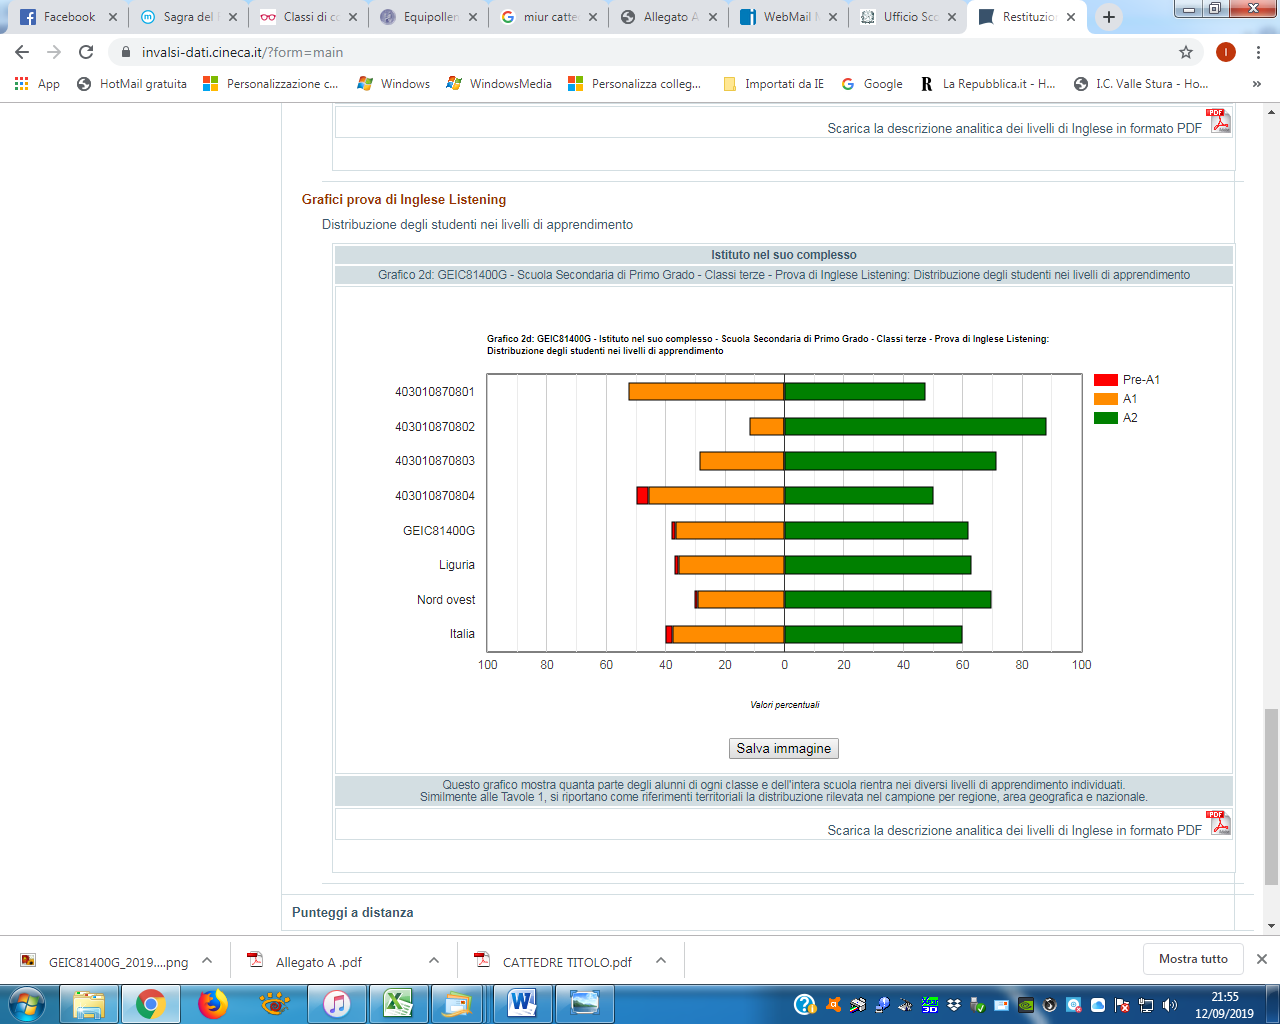 Facebook
Sagra del
Classi di co
Equipollen
miur catte
Allegato A
WebMail
Ufficio Sco
Restituzion
invalsi-dati.cineca.it/?form=main
I
App
HotMail gratuita
Personalizzazione c...
Windows
WindowsMedia
Personalizza colleg...
Importati da IE
Google
La Repubblica.it - H...
I.C. Valle Stura - Ho...
»
Scarica la descrizione analitica dei livelli di Inglese in formato PDF
Grafici prova di Inglese Listening
Distribuzione degli studenti nei livelli di apprendimento
Istituto nel suo complesso
Grafico 2d: GEIC81400G - Scuola Secondaria di Primo Grado - Classi terze - Prova di Inglese Listening: Distribuzione degli studenti nei livelli di apprendimento
Grafico 2d: GEIC81400G - Istituto nel suo complesso - Scuola Secondaria di Primo Grado - Classi terze - Prova di Inglese Listening:
Distribuzione degli studenti nei livelli di apprendimento
403010870801
403010870802
403010870803
403010870804
GEIC81400G
Liguria
Nord ovest
Italia
Pre-A1
A1
A2
100 80 60 40 20 0 20 40 60 80 100
Valori percentuali
Salva immagine
Questo grafico mostra quanta parte degli alunni di ogni classe e dell'intera scuola rientra nei diversi livelli di apprendimento individuati.
Similmente alle Tavole 1, si riportano come riferimenti territoriali la distribuzione rilevata nel campione per regione, area geografica e nazionale.
Scarica la descrizione analitica dei livelli di Inglese in formato PDF
Punteggi a distanza
GEIC81400G_2019....png
Allegato A .pdf
CATTEDRE TITOLO.pdf
Mostra tutto
21:55
12/09/2019